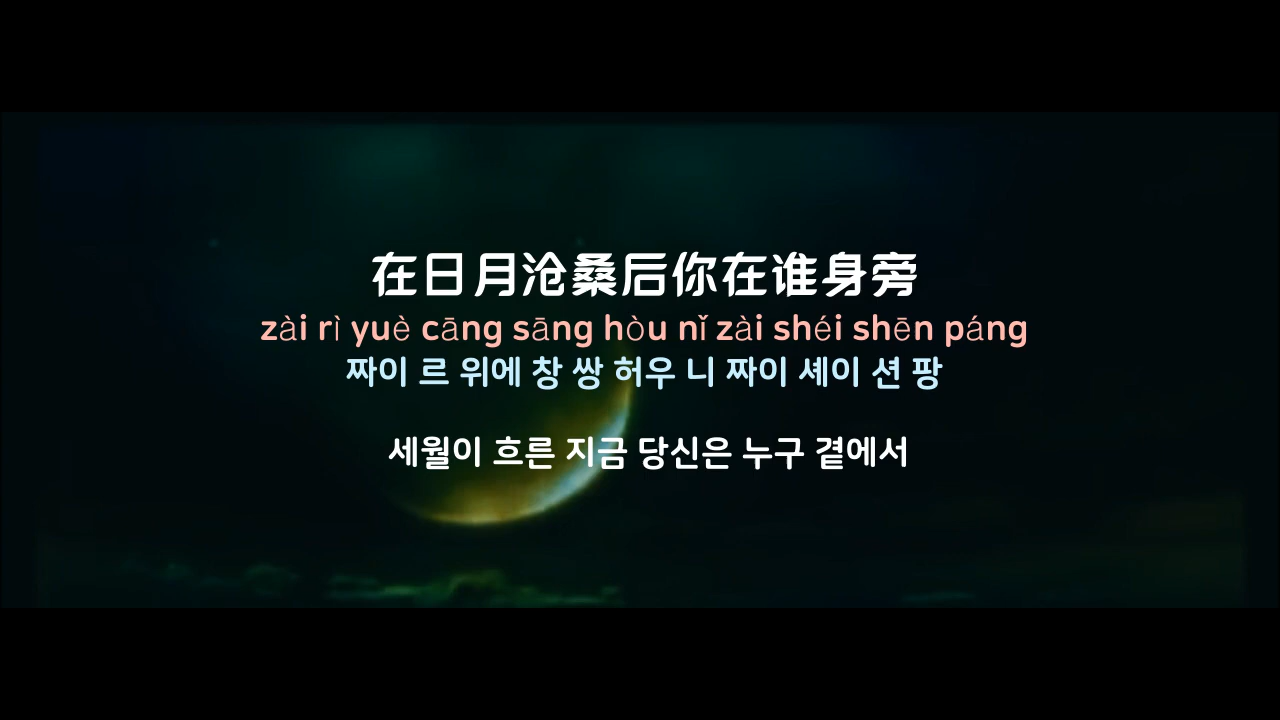 在日月沧桑后你在谁身旁
zài rì yuè cāng sāng hòu nǐ zài shéi shēn páng
짜이 르 위에 창 쌍 허우 니 짜이 셰이 션 팡
세월이 흐른 지금 당신은 누구 곁에서